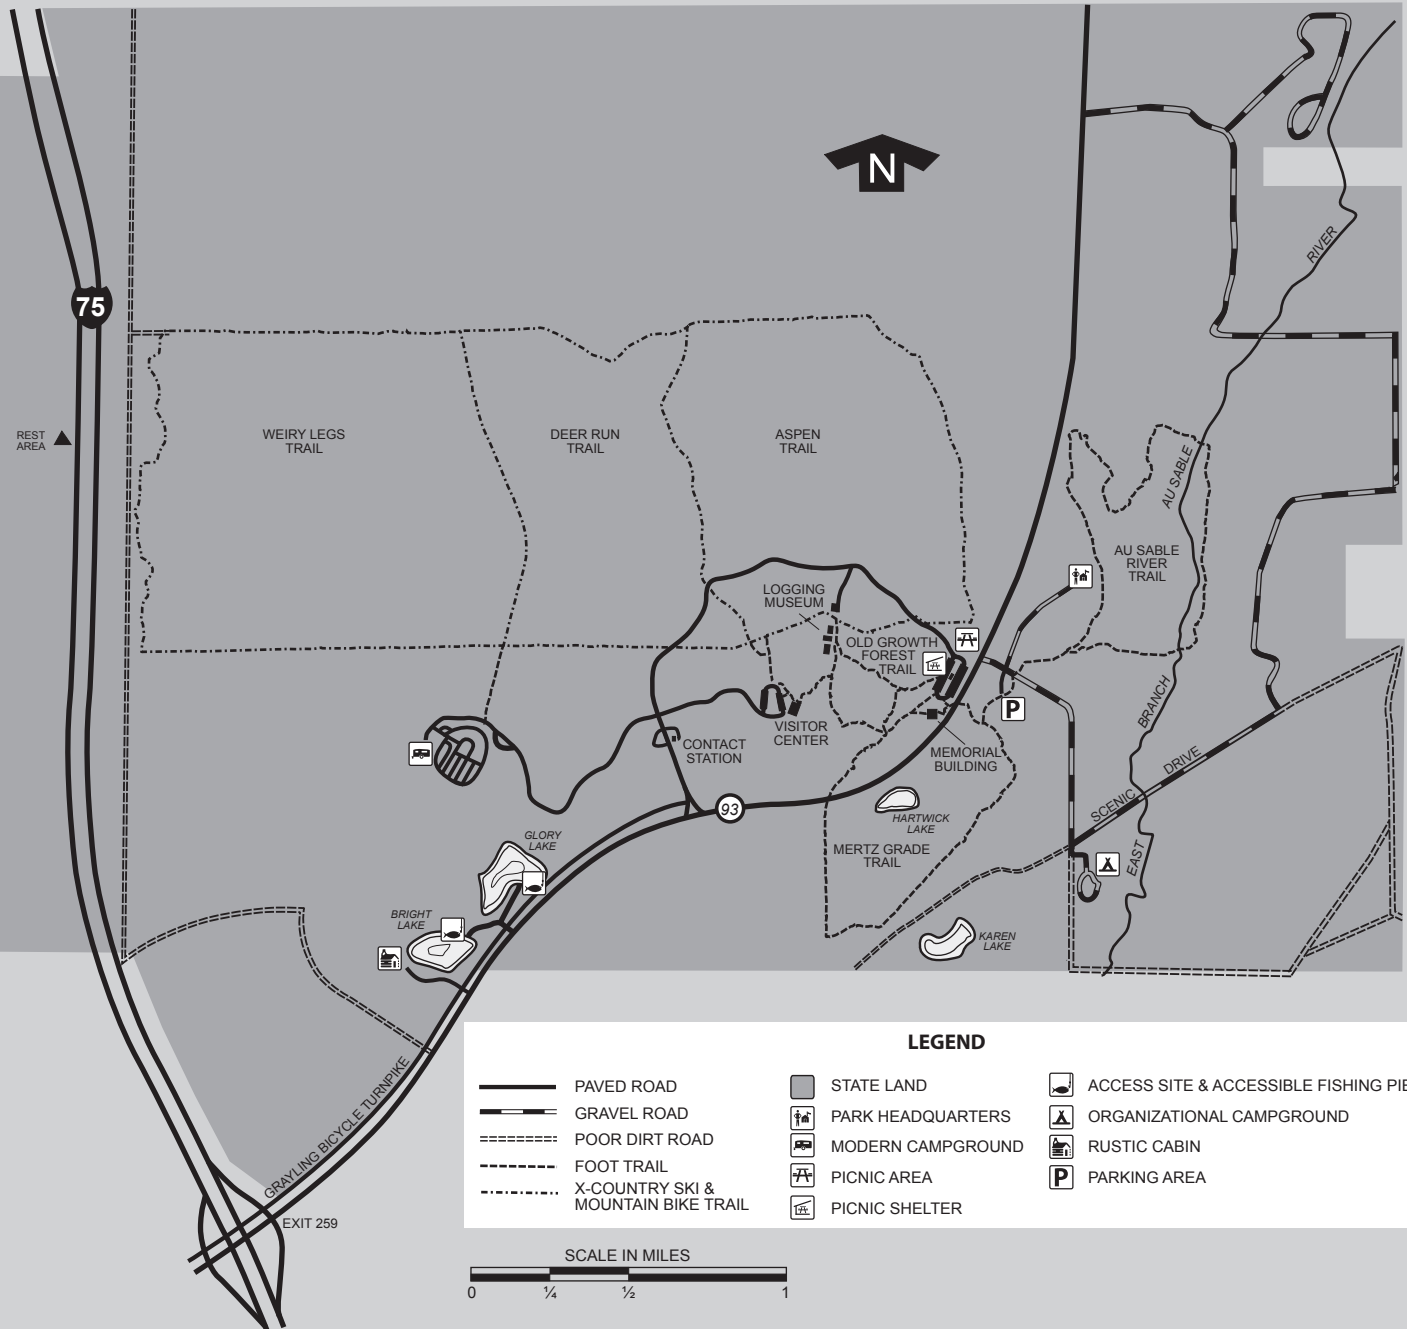 N
75
RIVER
REST
AREA
WEIRY LEGS
TRAIL
DEER RUN
TRAIL
ASPEN
TRAIL
AU SABLE
AU SABLE
RIVER
TRAIL
LOGGING
MUSEUM
OLD GROWTH
FOREST
TRAIL
P
BRANCH
VISITOR
CENTER
CONTACT
STATION
MEMORIAL
BUILDING
DRIVE
SCENIC
93
HARTWICK
LAKE
GLORY
LAKE
MERTZ GRADE
TRAIL
EAST
BRIGHT
LAKE
KAREN
LAKE
GRAYLING BICYCLE TURNPIKE
EXIT 259
LEGEND
PAVED ROAD
GRAVEL ROAD
POOR DIRT ROAD
FOOT TRAIL
X-COUNTRY SKI &
MOUNTAIN BIKE TRAIL
STATE LAND
PARK HEADQUARTERS
MODERN CAMPGROUND
PICNIC AREA
PICNIC SHELTER
ACCESS SITE & ACCESSIBLE FISHING PIE
ORGANIZATIONAL CAMPGROUND
RUSTIC CABIN
P PARKING AREA
SCALE IN MILES
0 ¼ ½ 1